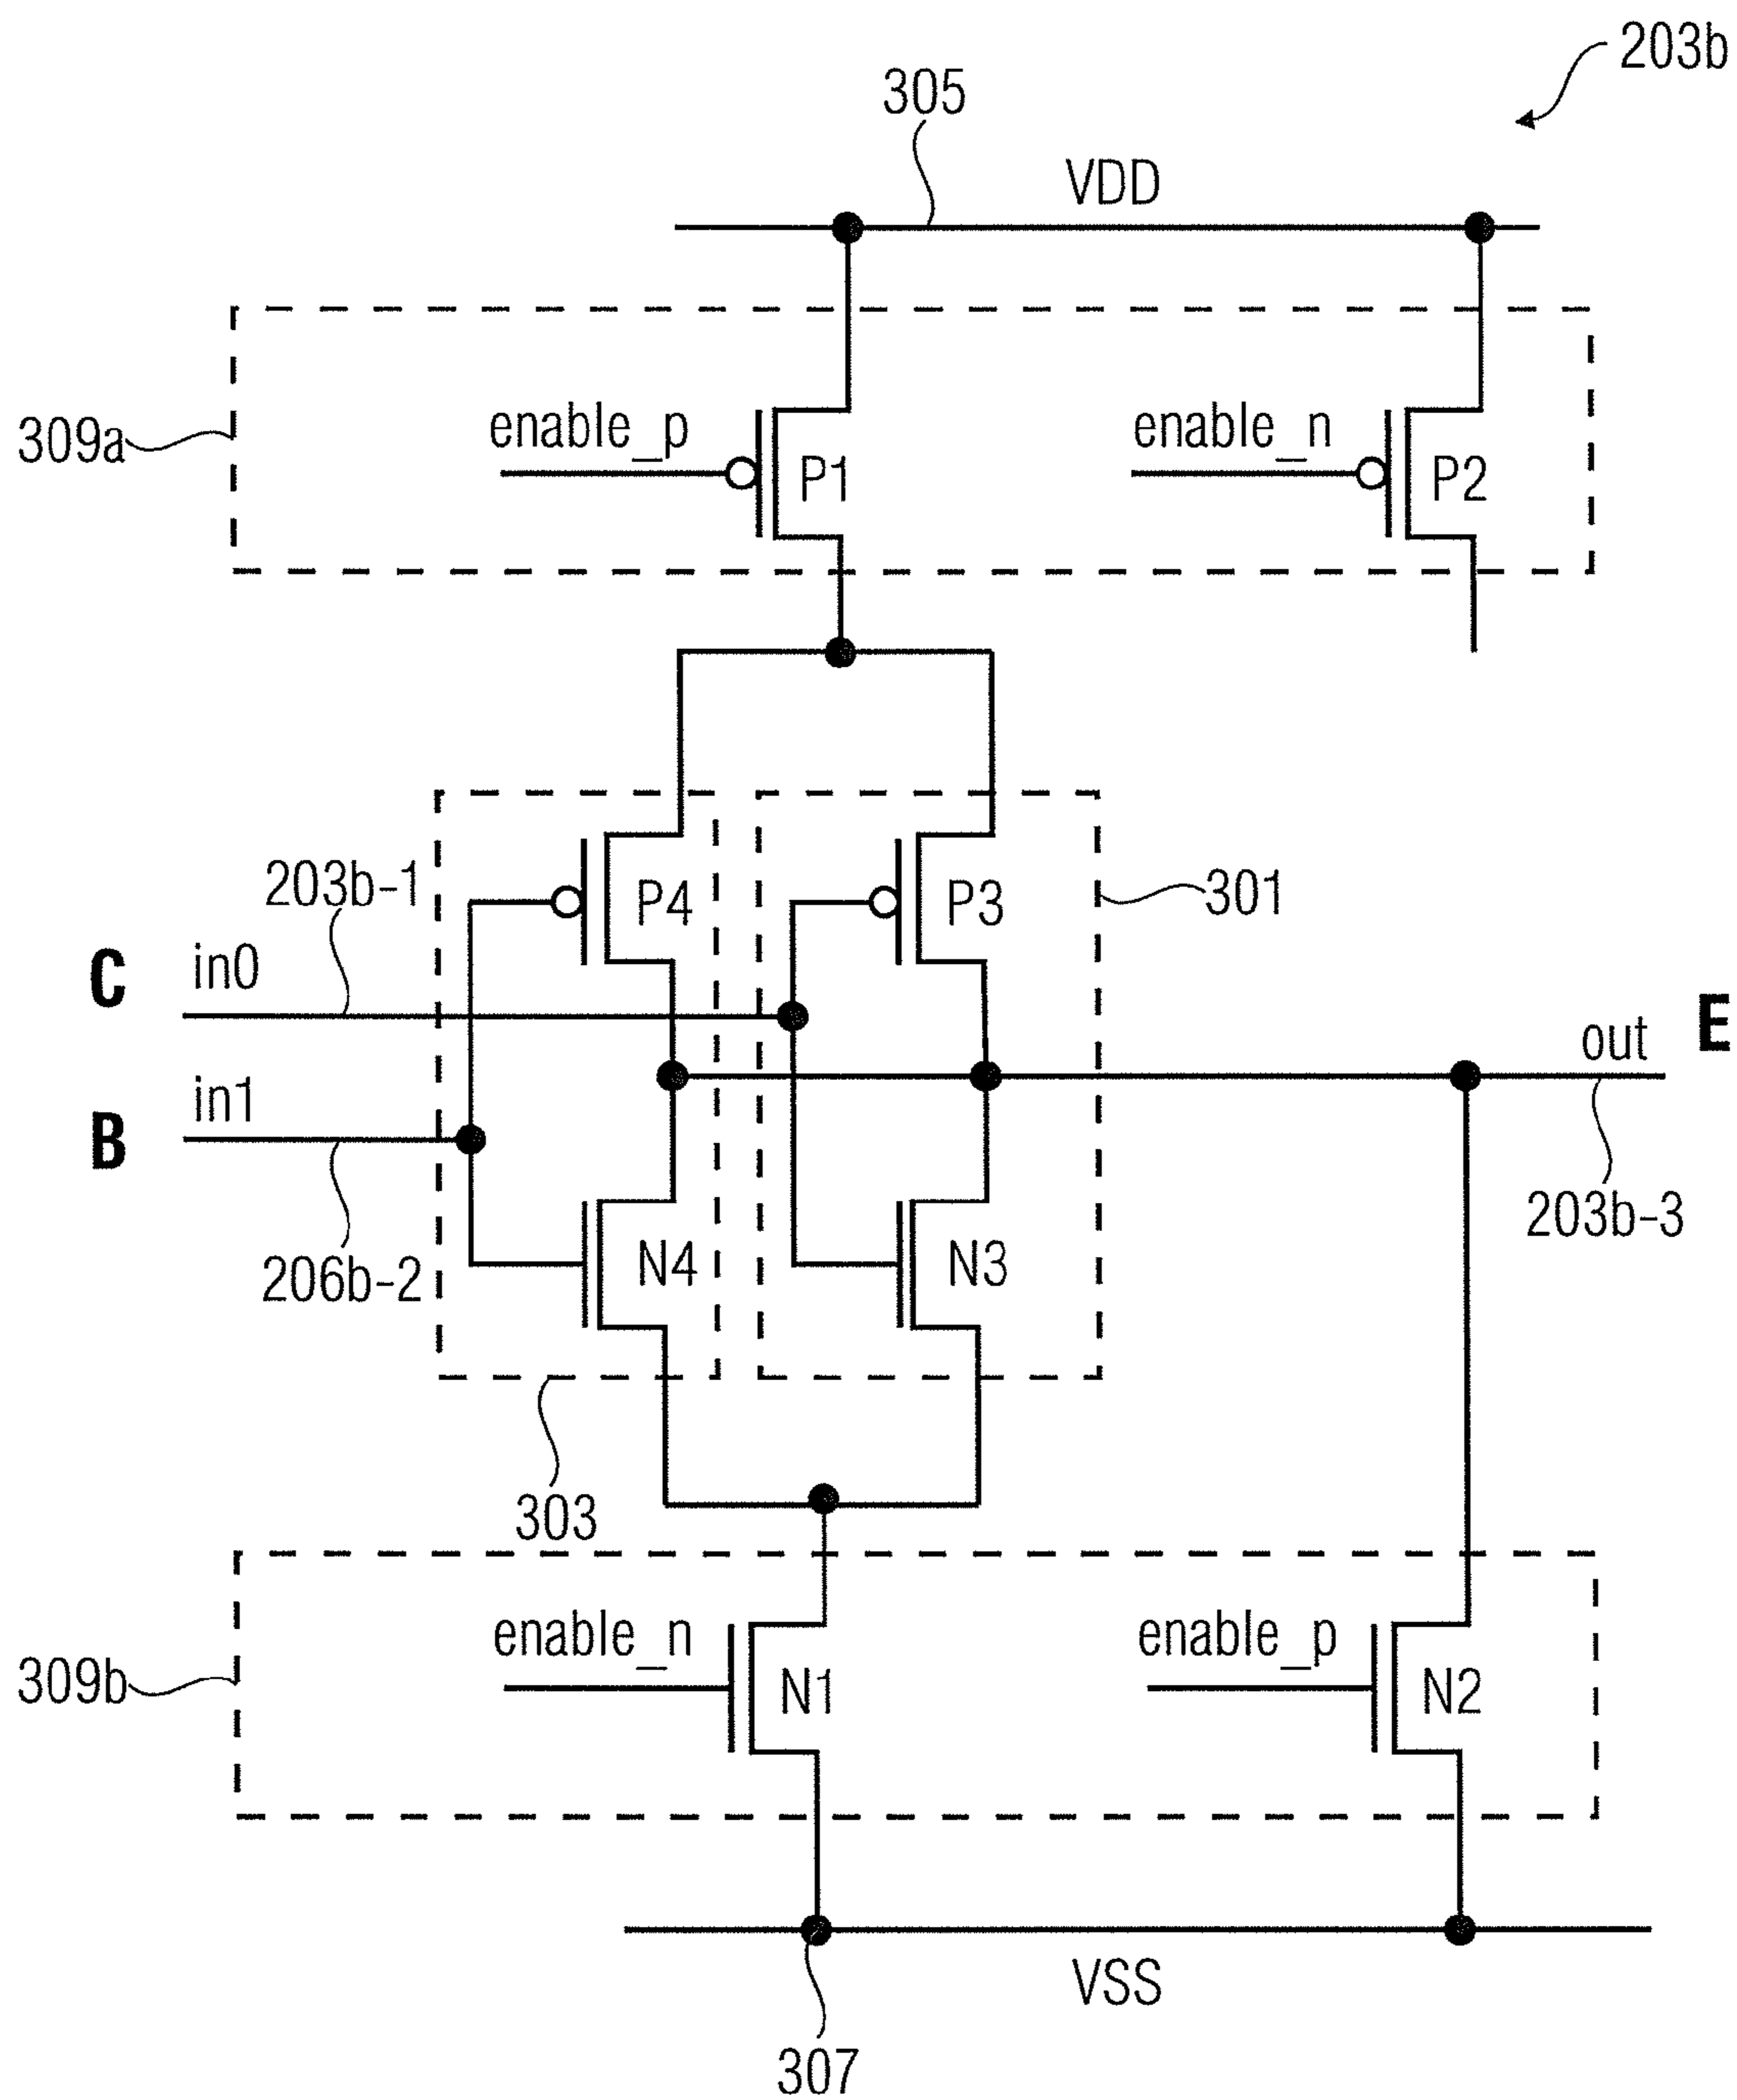 203b
305
VDD
309a
enable_p
P1
enable_n
P2
203b-1
P4
P3
301
C
in0
E
out
B
in1
206b-2
N4
N3
203b-3
303
309b
enable_n
N1
enable_p
N2
VSS
307